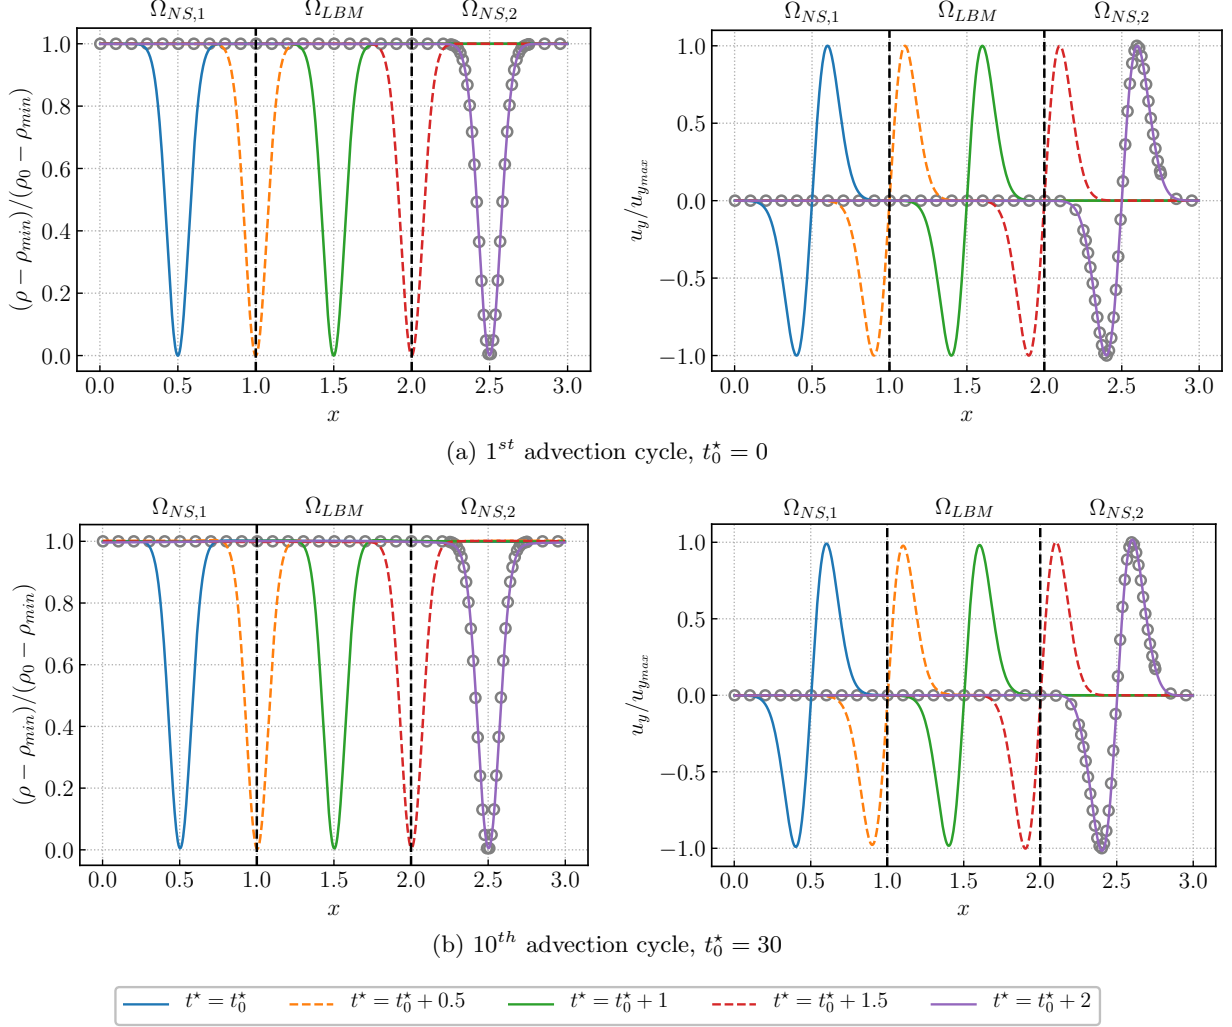 Ω_{NS,1} Ω_{LBM} Ω_{NS,2}
(ρ − ρ_{min})/(ρ_0 − ρ_{min})
1.0
0.8
0.6
0.4
0.2
0.0
0.0 0.5 1.0 1.5 2.0 2.5 3.0
x
Ω_{NS,1} Ω_{LBM} Ω_{NS,2}
u_y/u_{y_{max}}
1.0
0.5
0.0
−0.5
−1.0
0.0 0.5 1.0 1.5 2.0 2.5 3.0
x
(a) 1^{st} advection cycle, t_0^⋆ = 0
Ω_{NS,1} Ω_{LBM} Ω_{NS,2}
(ρ − ρ_{min})/(ρ_0 − ρ_{min})
1.0
0.8
0.6
0.4
0.2
0.0
0.0 0.5 1.0 1.5 2.0 2.5 3.0
x
Ω_{NS,1} Ω_{LBM} Ω_{NS,2}
u_y/u_{y_{max}}
1.0
0.5
0.0
−0.5
−1.0
0.0 0.5 1.0 1.5 2.0 2.5 3.0
x
(b) 10^{th} advection cycle, t_0^⋆ = 30
t^⋆ = t_0^⋆ t^⋆ = t_0^⋆ + 0.5 t^⋆ = t_0^⋆ + 1 t^⋆ = t_0^⋆ + 1.5 t^⋆ = t_0^⋆ + 2